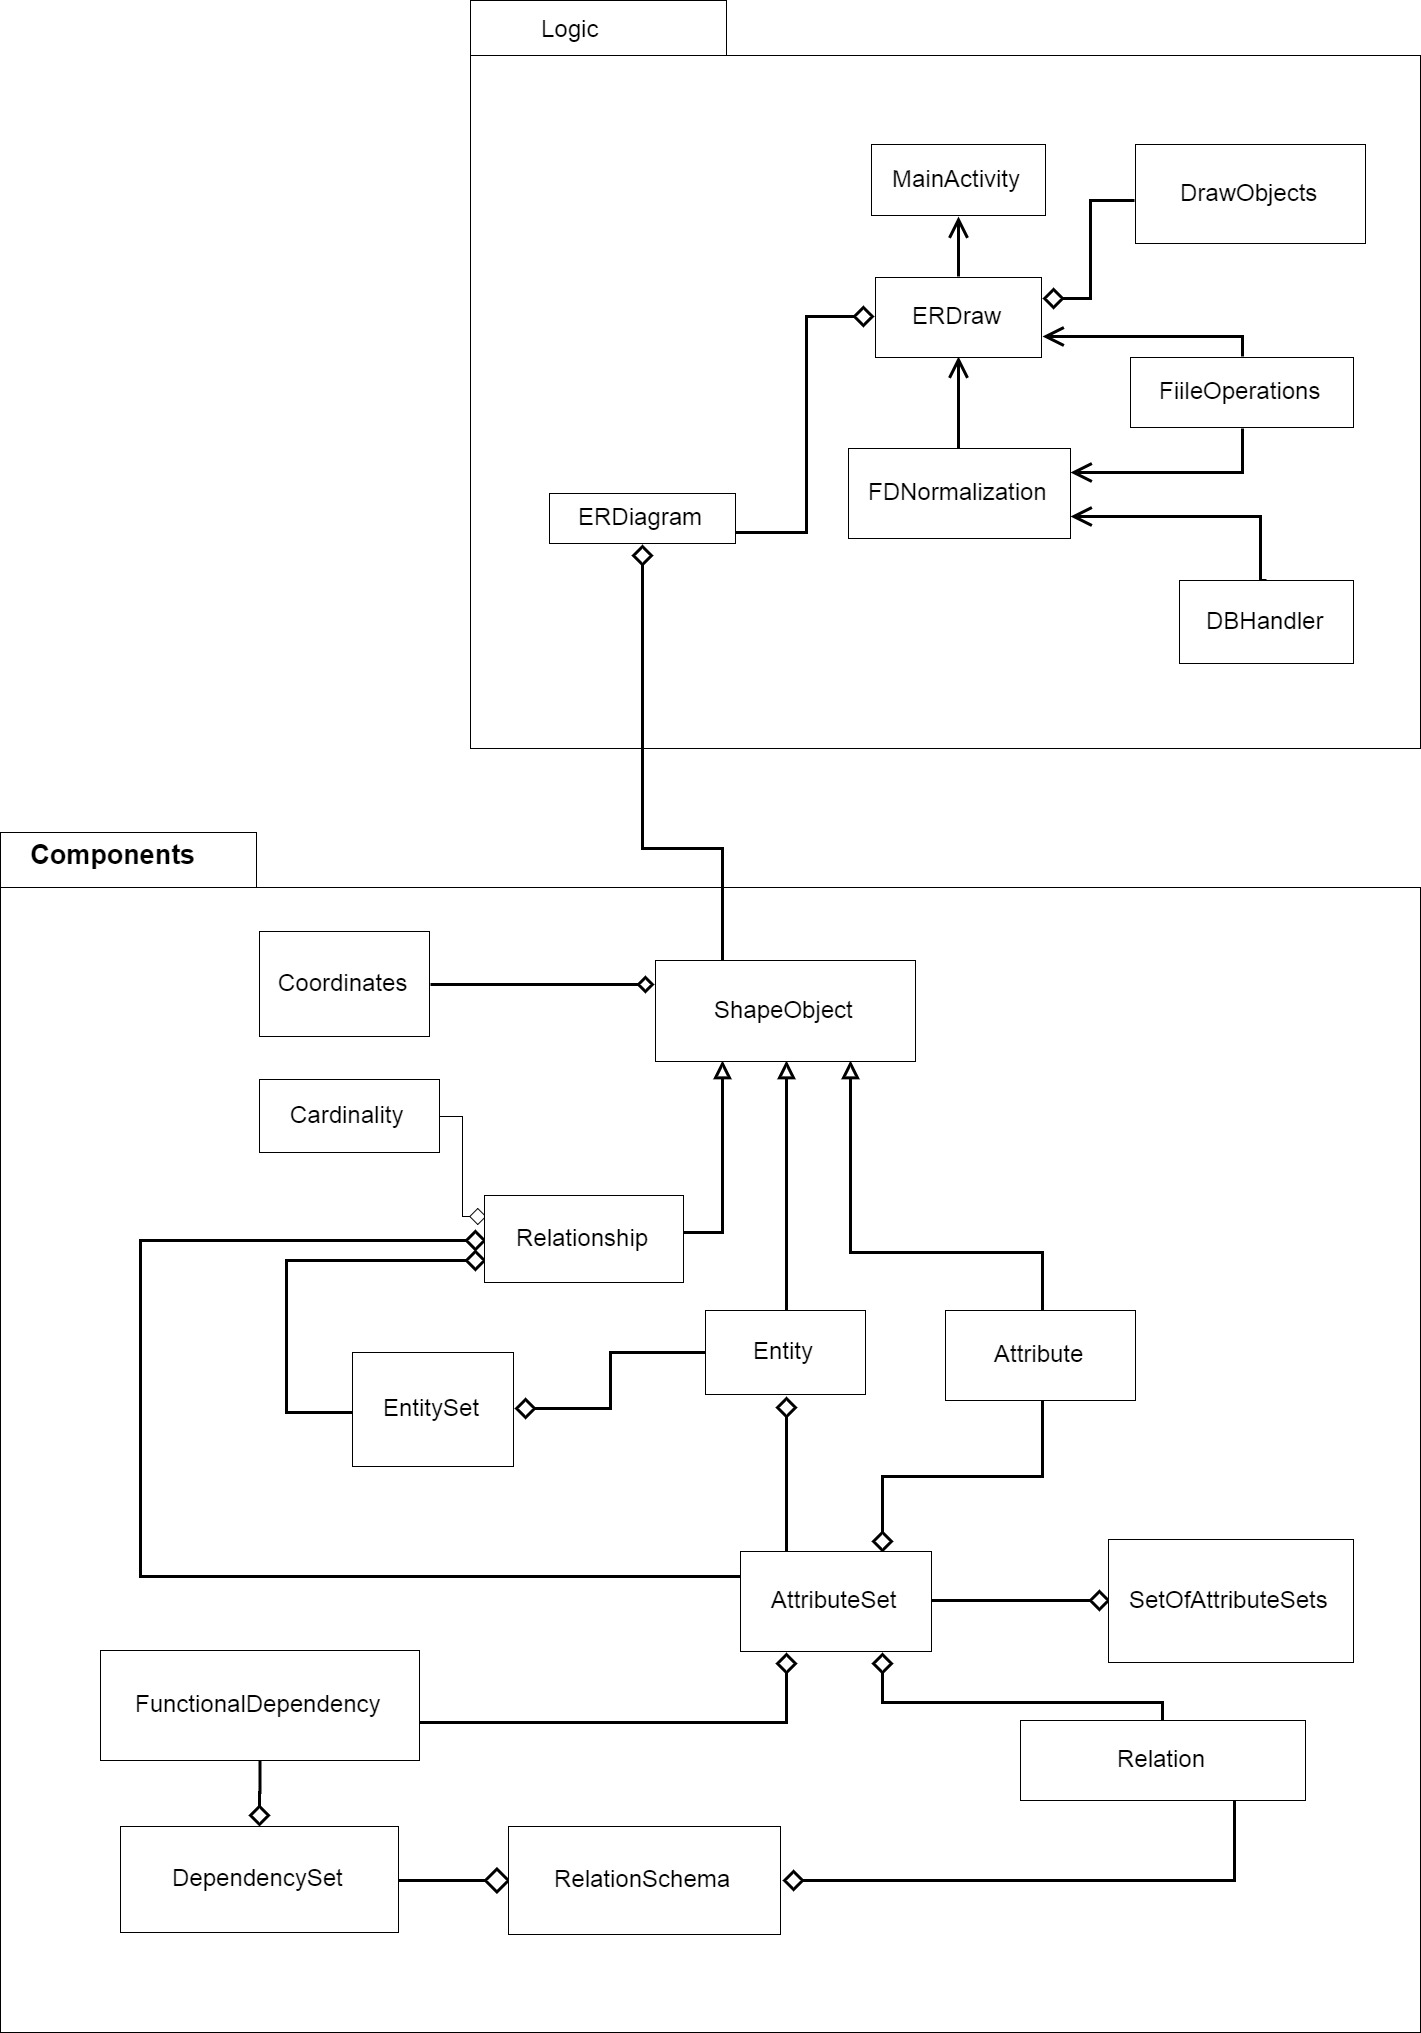 Logic
MainActivity
DrawObjects
ERDraw
FiileOperations
FDNormalization
ERDiagram
DBHandler
Components
Coordinates
ShapeObject
Cardinality
Relationship
Entity
Attribute
EntitySet
AttributeSet
SetOfAttributeSets
FunctionalDependency
Relation
DependencySet
RelationSchema